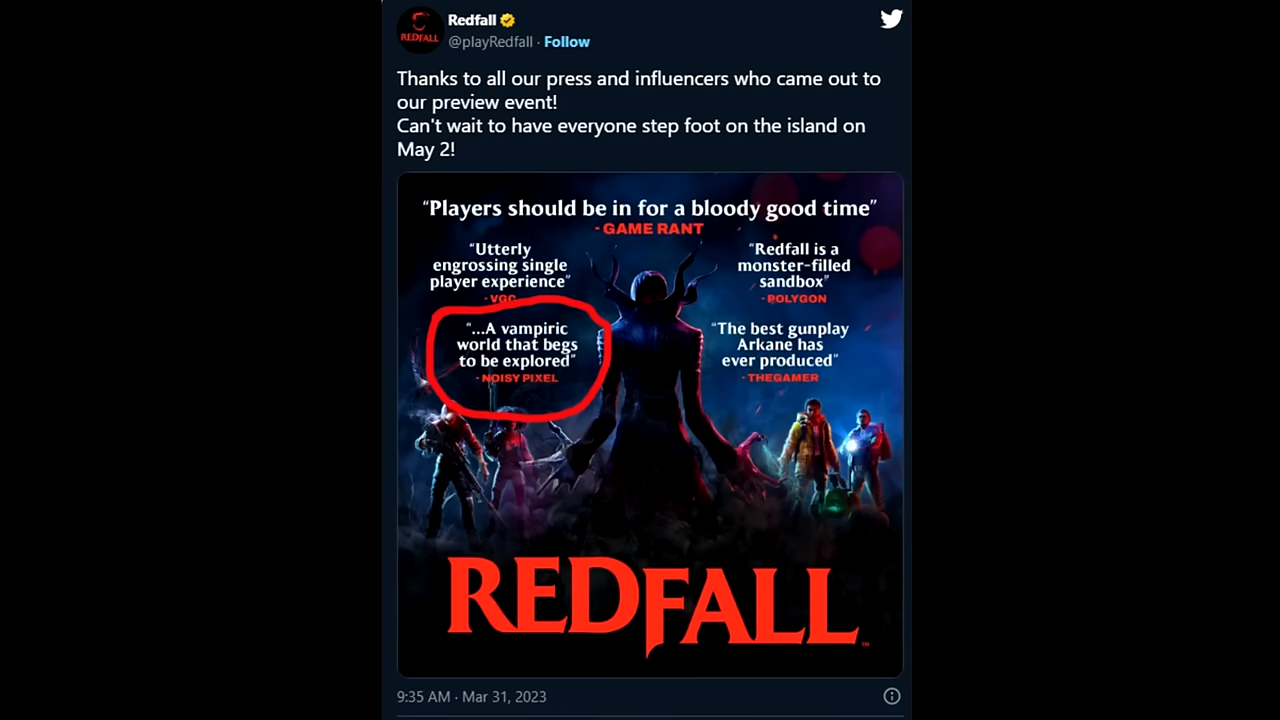 Redfall
@playRedfall · Follow
REDFALL
Thanks to all our press and influencers who came out to
our preview event!
Can't wait to have everyone step foot on the island on
May 2!
“Players should be in for a bloody good time”
- GAME RANT
“Utterly
engrossing single
player experience”
- VGC
“Redfall is a
monster-filled
sandbox”
- POLYGON
“...A vampiric
world that begs
to be explored”
- NOISY PIXEL
“The best gunplay
Arkane has
ever produced”
- THEGAMER
REDFALL™
9:35 AM · Mar 31, 2023